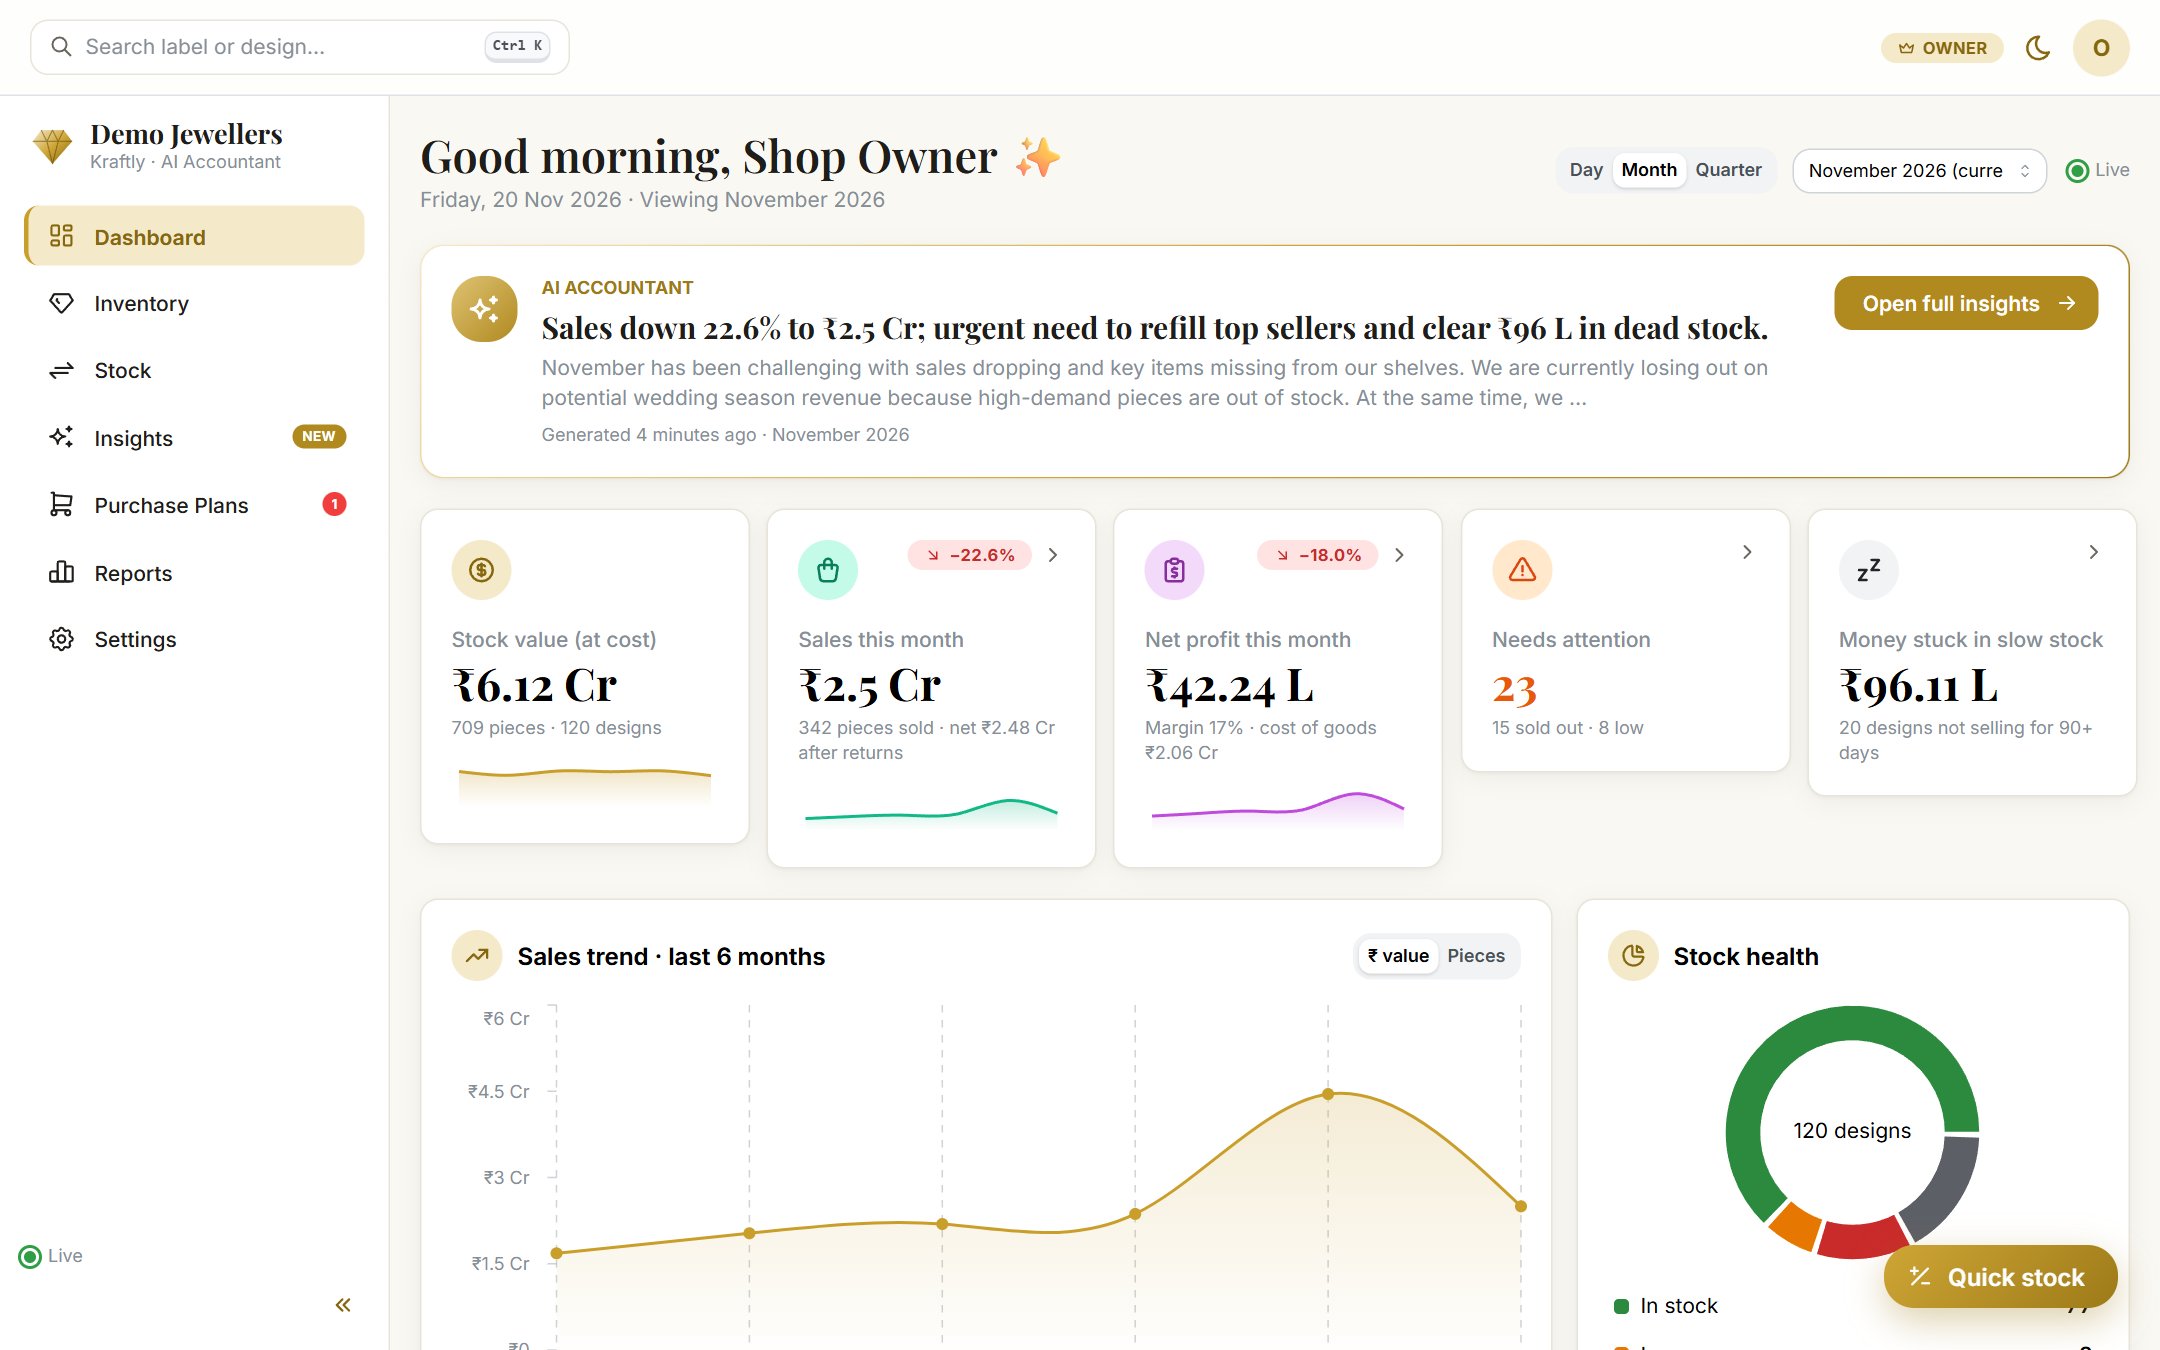 Search label or design...
Ctrl K
OWNER
O
Demo Jewellers
Kraftly · AI Accountant
Dashboard
Inventory
Stock
Insights
NEW
Purchase Plans
1
Reports
Settings
Live
Good morning, Shop Owner
Friday, 20 Nov 2026 · Viewing November 2026
Day
Month
Quarter
November 2026 (curre
Live
AI ACCOUNTANT
Sales down 22.6% to ₹2.5 Cr; urgent need to refill top sellers and clear ₹96 L in dead stock.
November has been challenging with sales dropping and key items missing from our shelves. We are currently losing out on
potential wedding season revenue because high-demand pieces are out of stock. At the same time, we ...
Generated 4 minutes ago · November 2026
Open full insights
Stock value (at cost)
₹6.12 Cr
709 pieces · 120 designs
−22.6%
Sales this month
₹2.5 Cr
342 pieces sold · net ₹2.48 Cr
after returns
−18.0%
Net profit this month
₹42.24 L
Margin 17% · cost of goods
₹2.06 Cr
Needs attention
23
15 sold out · 8 low
Money stuck in slow stock
₹96.11 L
20 designs not selling for 90+
days
Sales trend · last 6 months
₹ value
Pieces
₹6 Cr
₹4.5 Cr
₹3 Cr
₹1.5 Cr
₹0
Stock health
120 designs
In stock
Quick stock